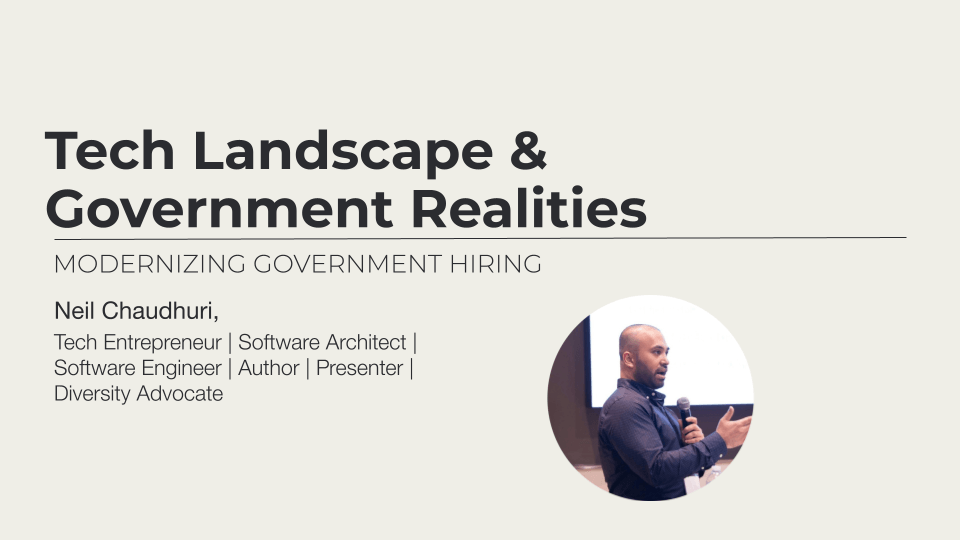 Tech Landscape &
Government Realities
MODERNIZING GOVERNMENT HIRING
Neil Chaudhuri,
Tech Entrepreneur | Software Architect |
Software Engineer | Author | Presenter |
Diversity Advocate